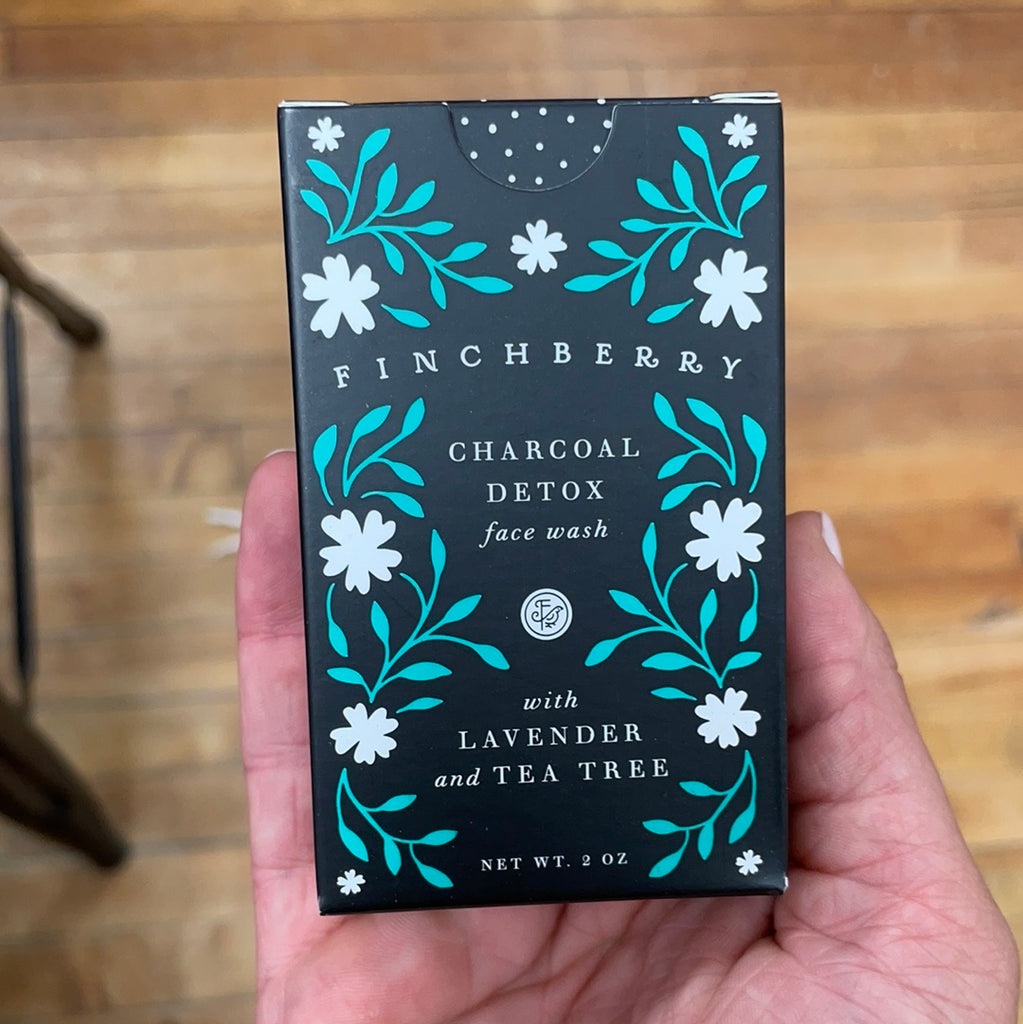 FINCHBERRY
CHARCOAL
DETOX
face wash
F
with
LAVENDER
and TEA TREE
NET WT. 2 OZ